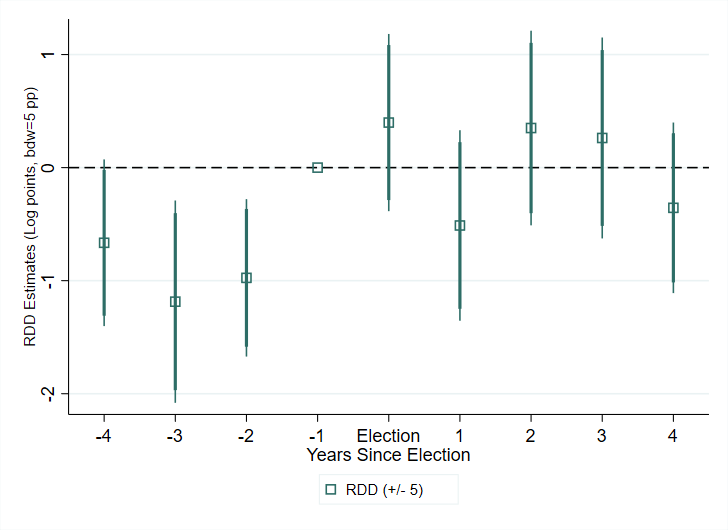 RDD Estimates (Log points, bdw=5 pp)
1
0
-1
-2
-4 -3 -2 -1 Election 1 2 3 4
Years Since Election
RDD (+/- 5)